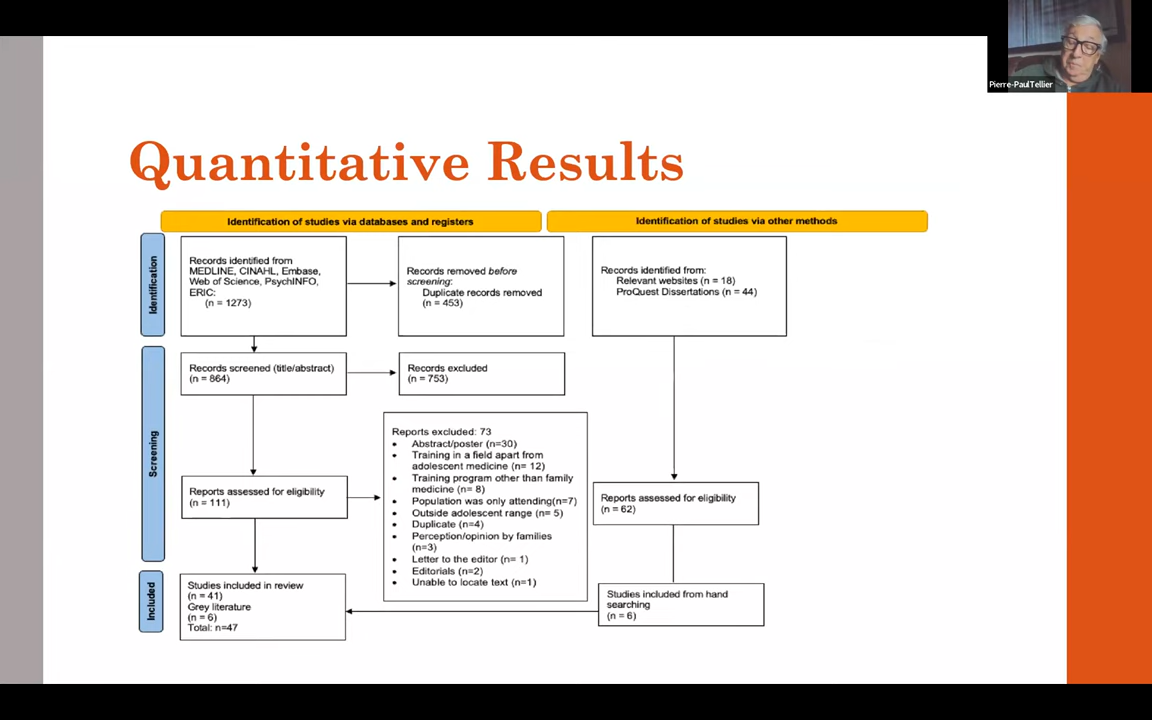 Pierre-Paul Tellier
Quantitative Results
Identification of studies via databases and registers
Identification of studies via other methods
Identification
Records identified from
MEDLINE, CINAHL, Embase,
Web of Science, PsychINFO,
ERIC:
(n = 1273)
Records removed before
screening:
Duplicate records removed
(n = 453)
Records identified from:
Relevant websites (n = 18)
ProQuest Dissertations (n = 44)
Screening
Records screened (title/abstract)
(n = 864)
Records excluded
(n = 753)
Reports assessed for eligibility
(n = 111)
Reports excluded: 73
• Abstract/poster (n=30)
• Training in a field apart from
adolescent medicine (n= 12)
• Training program other than family
medicine (n= 8)
• Population was only attending(n=7)
• Outside adolescent range (n= 5)
• Duplicate (n=4)
• Perception/opinion by families
(n=3)
• Letter to the editor (n= 1)
• Editorials (n=2)
• Unable to locate text (n=1)
Reports assessed for eligibility
(n = 62)
Included
Studies included in review
(n = 41)
Grey literature
(n = 6)
Total: n=47
Studies included from hand
searching
(n = 6)